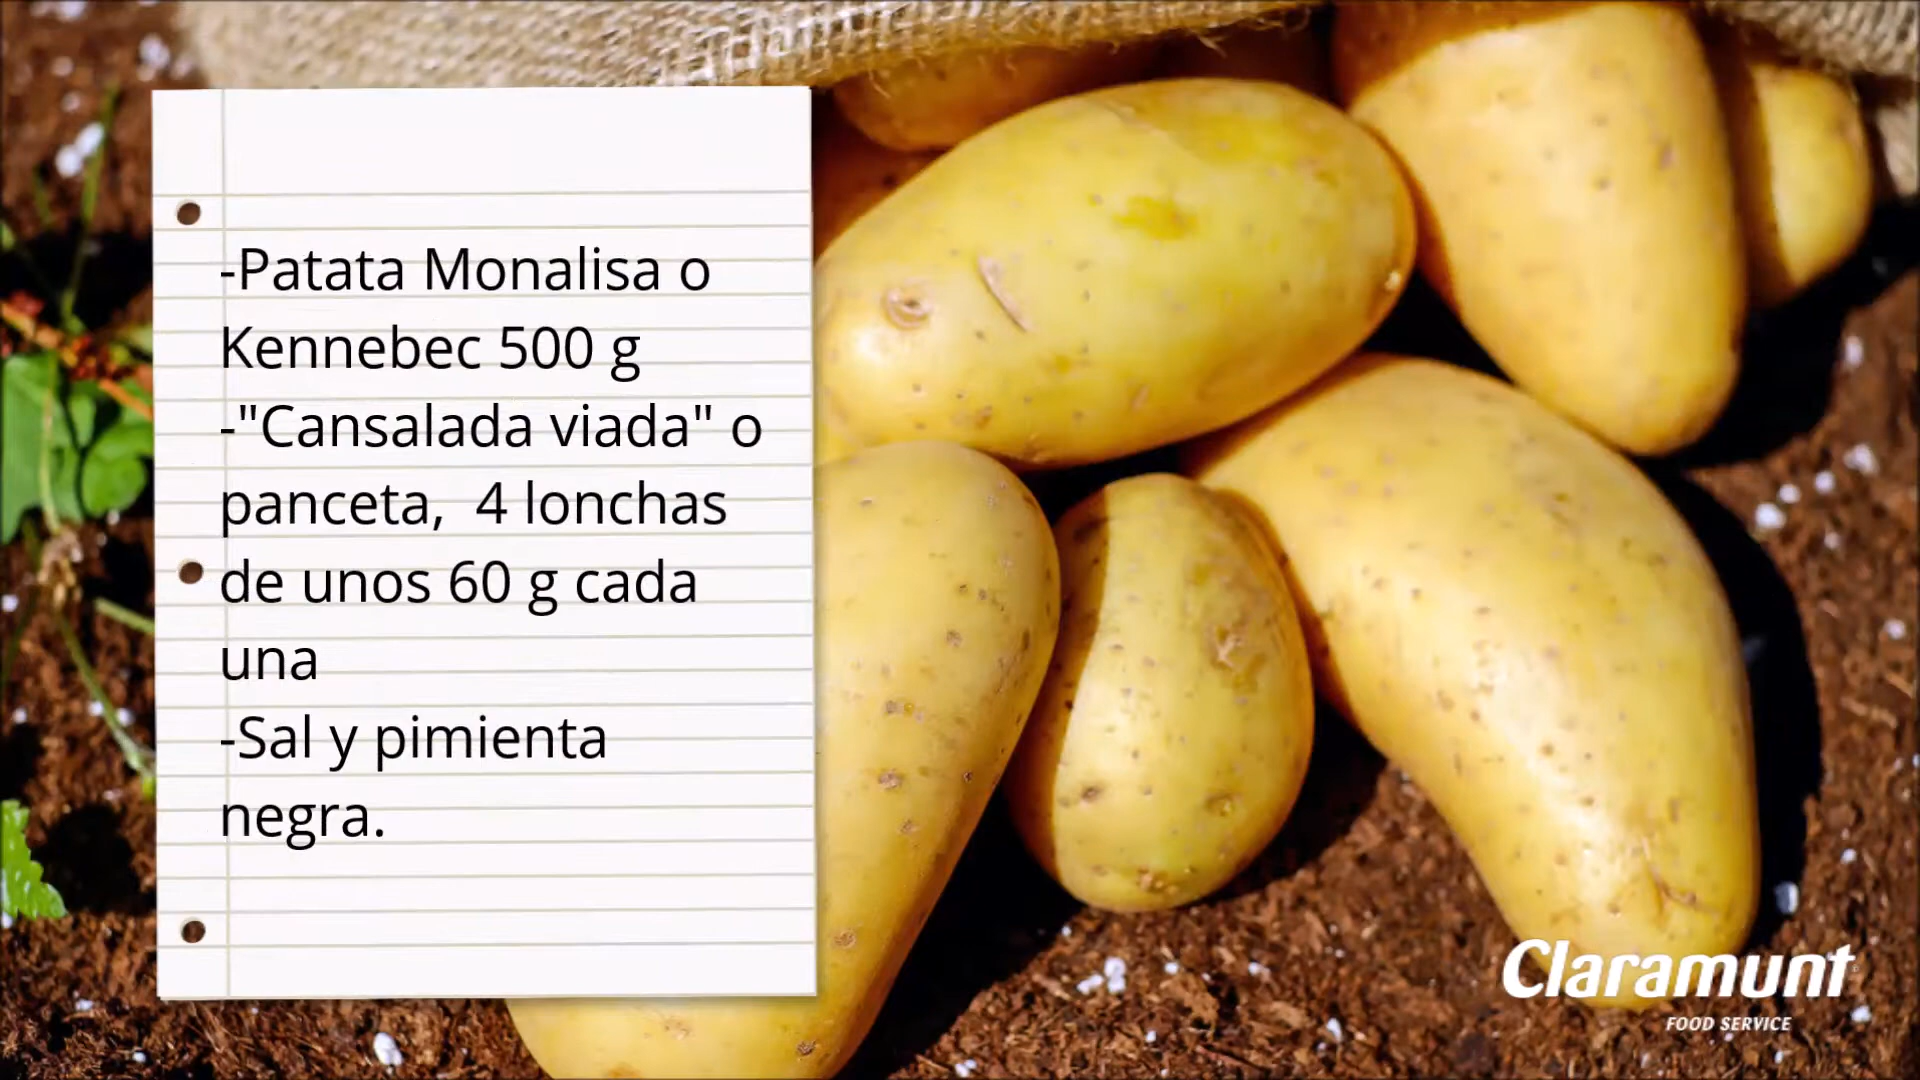 -Patata Monalisa o
Kennebec 500 g
-"Cansalada viada" o
panceta,  4 lonchas
de unos 60 g cada
una
-Sal y pimienta
negra.
Claramunt
FOOD SERVICE